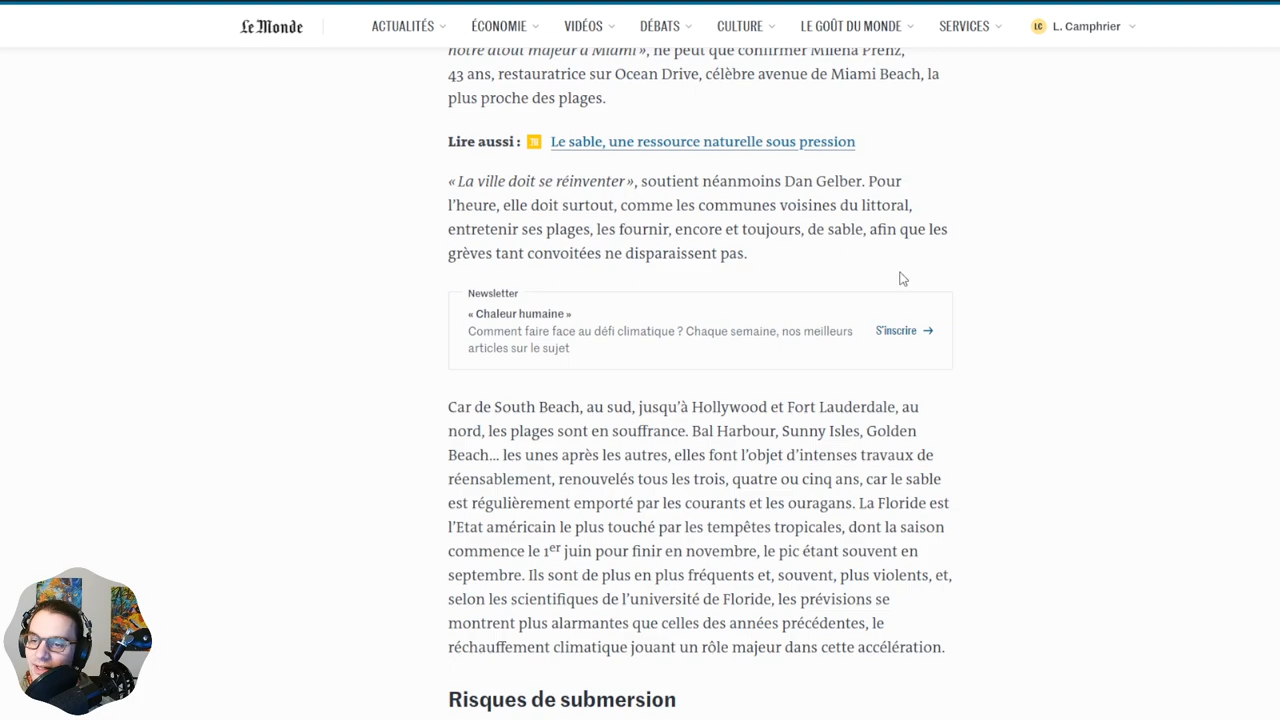 Le Monde
ACTUALITÉS ÉCONOMIE VIDÉOS DÉBATS CULTURE LE GOÛT DU MONDE SERVICES LC L. Camphrier
notre atout majeur à Miami », ne peut que confirmer Milena Prenz,
43 ans, restauratrice sur Ocean Drive, célèbre avenue de Miami Beach, la
plus proche des plages.
Lire aussi : Le sable, une ressource naturelle sous pression
« La ville doit se réinventer », soutient néanmoins Dan Gelber. Pour
l’heure, elle doit surtout, comme les communes voisines du littoral,
entretenir ses plages, les fournir, encore et toujours, de sable, afin que les
grèves tant convoitées ne disparaissent pas.
Newsletter
« Chaleur humaine »
Comment faire face au défi climatique ? Chaque semaine, nos meilleurs
articles sur le sujet
S’inscrire →
Car de South Beach, au sud, jusqu’à Hollywood et Fort Lauderdale, au
nord, les plages sont en souffrance. Bal Harbour, Sunny Isles, Golden
Beach… les unes après les autres, elles font l’objet d’intenses travaux de
réensablement, renouvelés tous les trois, quatre ou cinq ans, car le sable
est régulièrement emporté par les courants et les ouragans. La Floride est
l’Etat américain le plus touché par les tempêtes tropicales, dont la saison
commence le 1er juin pour finir en novembre, le pic étant souvent en
septembre. Ils sont de plus en plus fréquents et, souvent, plus violents, et,
selon les scientifiques de l’université de Floride, les prévisions se
montrent plus alarmantes que celles des années précédentes, le
réchauffement climatique jouant un rôle majeur dans cette accélération.
Risques de submersion